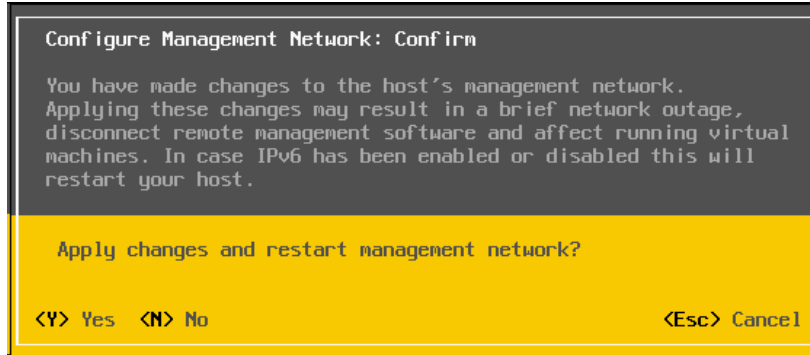 Configure Management Network: Confirm
You have made changes to the host's management network.
Applying these changes may result in a brief network outage,
disconnect remote management software and affect running virtual
machines. In case IPv6 has been enabled or disabled this will
restart your host.
Apply changes and restart management network?
<Y> Yes <N> No <Esc> Cancel